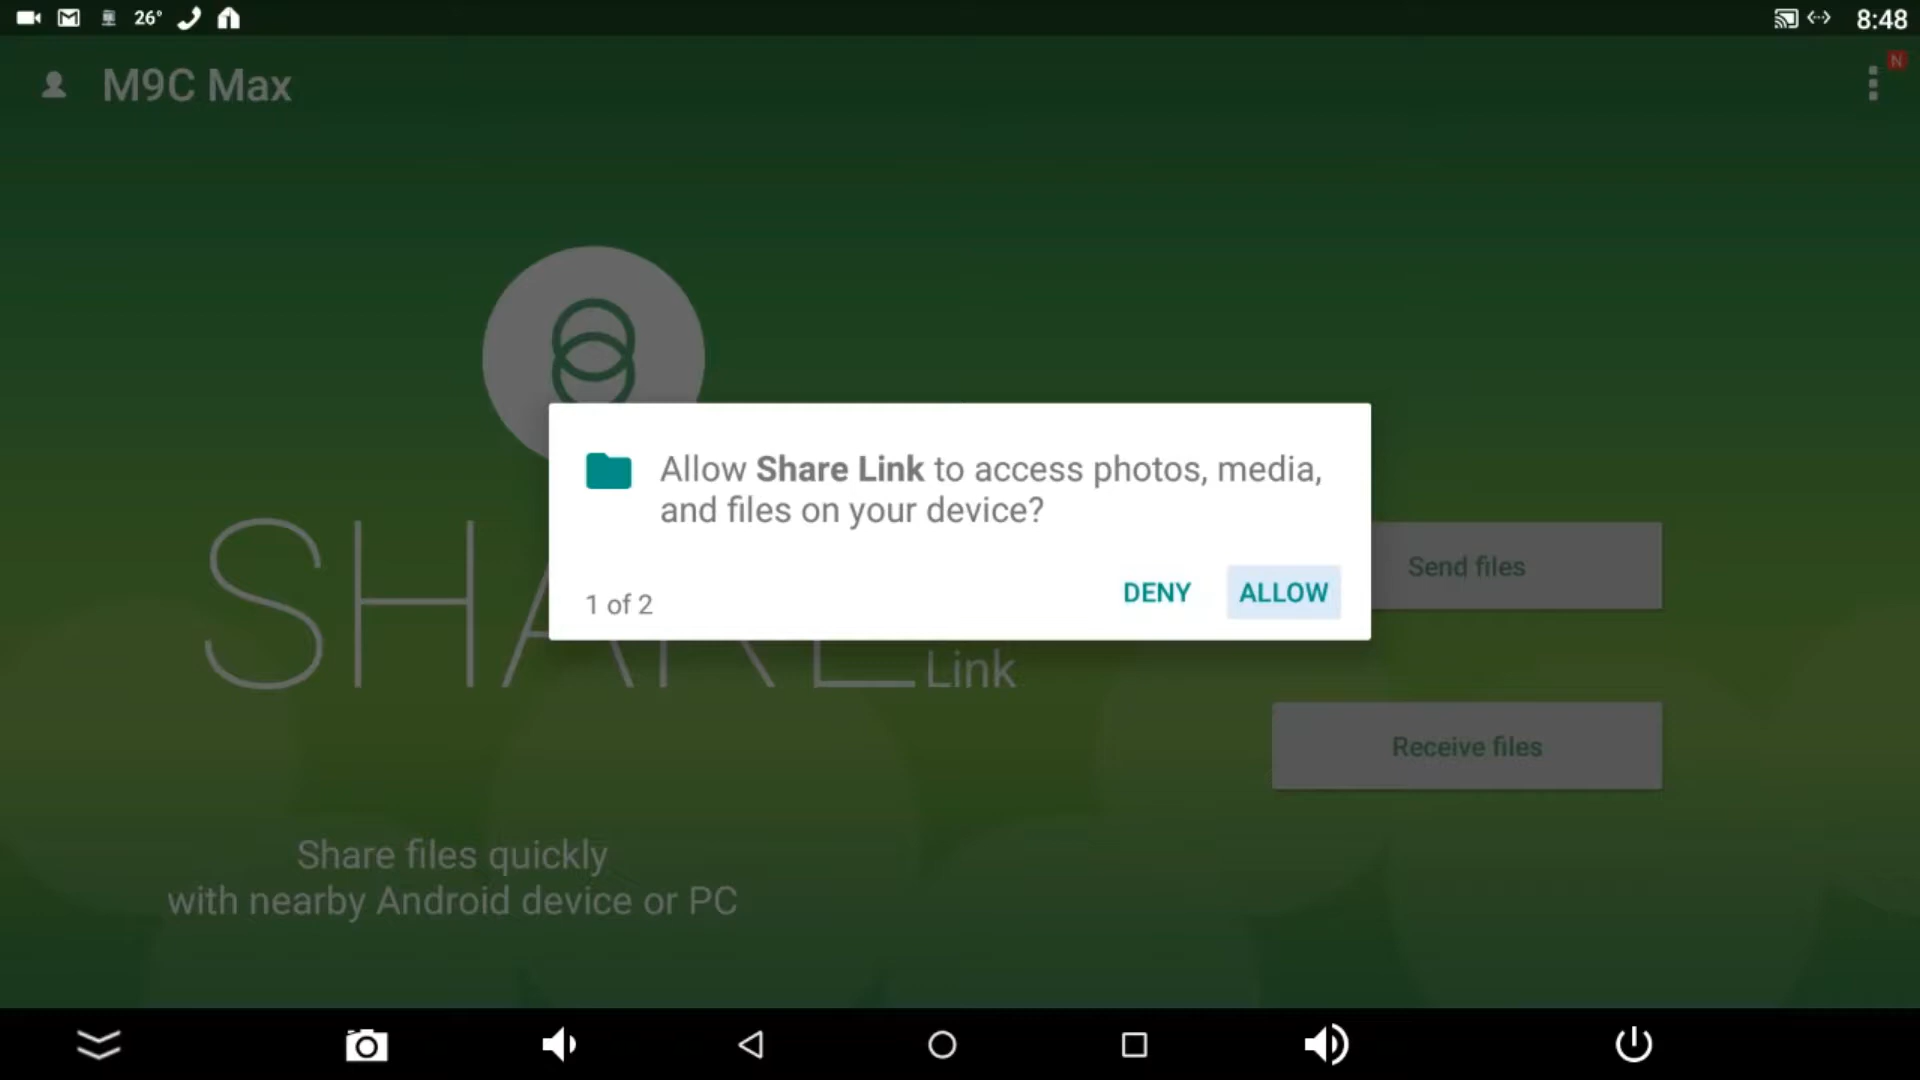 26°
8:48
M9C Max
N
Allow Share Link to access photos, media,
and files on your device?
1 of 2
DENY
ALLOW
Send files
Link
Receive files
Share files quickly
with nearby Android device or PC